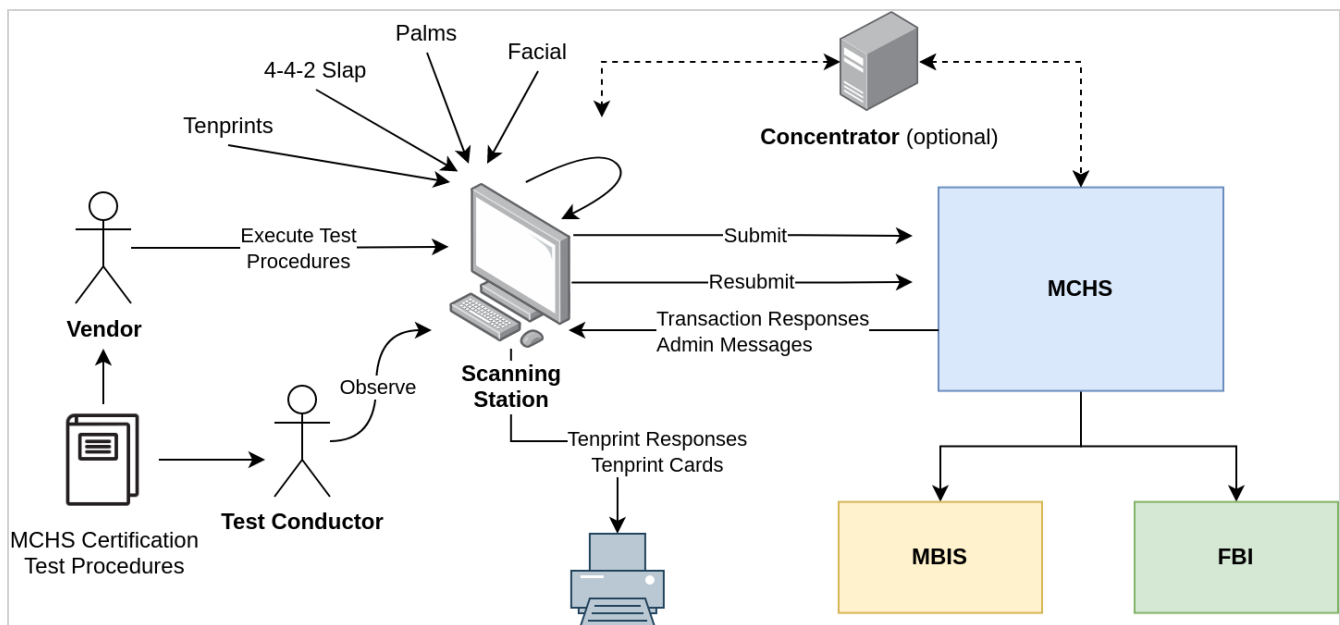 Palms
Facial
4-4-2 Slap
Tenprints
Concentrator (optional)
Execute Test
Procedures
Submit
Resubmit
MCHS
Transaction Responses
Admin Messages
Vendor
Scanning
Station
Observe
Tenprint Responses
Tenprint Cards
Test Conductor
MCHS Certification
Test Procedures
MBIS
FBI